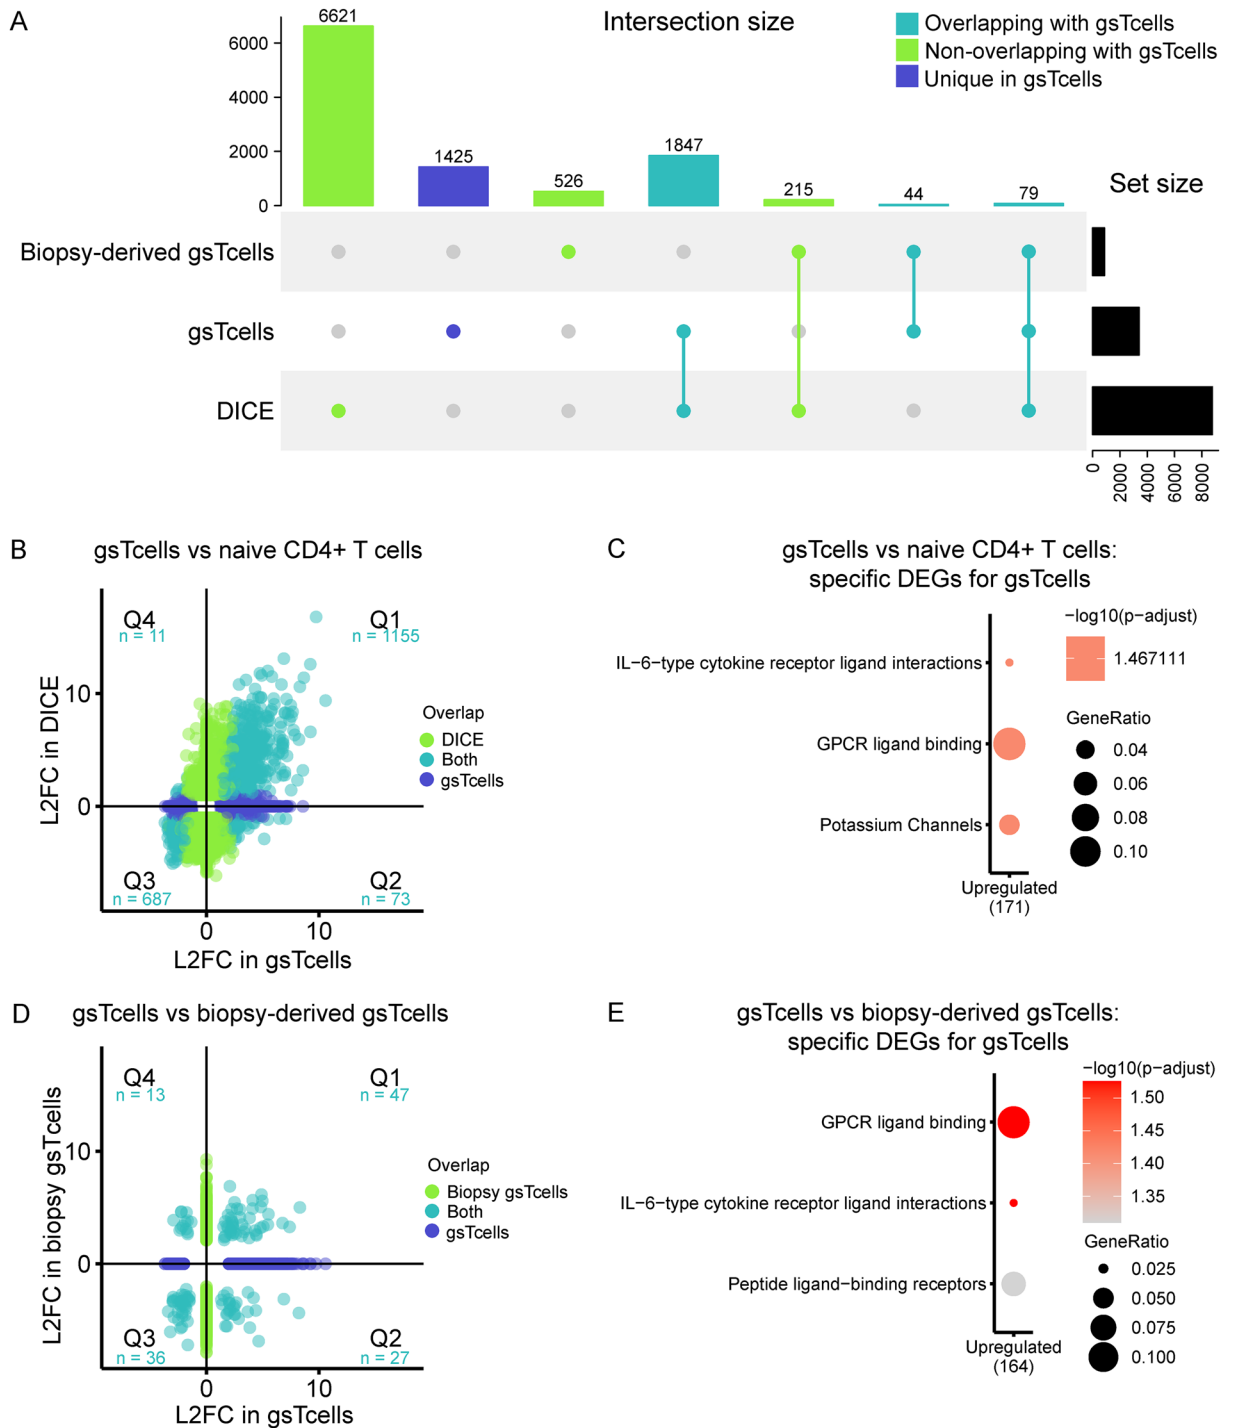 A
Intersection size
Overlapping with gsTcells
Non-overlapping with gsTcells
Unique in gsTcells
6000
4000
2000
0
6621
1425
526
1847
215
44
79
Set size
Biopsy-derived gsTcells
gsTcells
DICE
0
2000
4000
6000
8000
B
gsTcells vs naive CD4+ T cells
Q4
n = 11
Q1
n = 1155
L2FC in DICE
10
0
Overlap
DICE
Both
gsTcells
Q3
n = 687
Q2
n = 73
0
10
L2FC in gsTcells
C
gsTcells vs naive CD4+ T cells:
specific DEGs for gsTcells
IL−6−type cytokine receptor ligand interactions
GPCR ligand binding
Potassium Channels
Upregulated
(171)
−log10(p−adjust)
1.467111
GeneRatio
0.04
0.06
0.08
0.10
D
gsTcells vs biopsy-derived gsTcells
Q4
n = 13
Q1
n = 47
L2FC in biopsy gsTcells
10
0
Overlap
Biopsy gsTcells
Both
gsTcells
Q3
n = 36
Q2
n = 27
0
10
L2FC in gsTcells
E
gsTcells vs biopsy-derived gsTcells:
specific DEGs for gsTcells
GPCR ligand binding
IL−6−type cytokine receptor ligand interactions
Peptide ligand−binding receptors
Upregulated
(164)
−log10(p−adjust)
1.50
1.45
1.40
1.35
GeneRatio
0.025
0.050
0.075
0.100